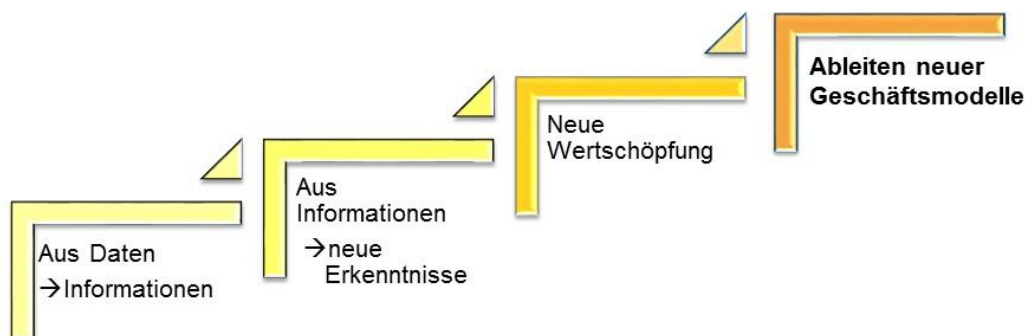 Aus Daten
→Informationen
Aus
Informationen
→neue
Erkenntnisse
Neue
Wertschöpfung
Ableiten neuer
Geschäftsmodelle